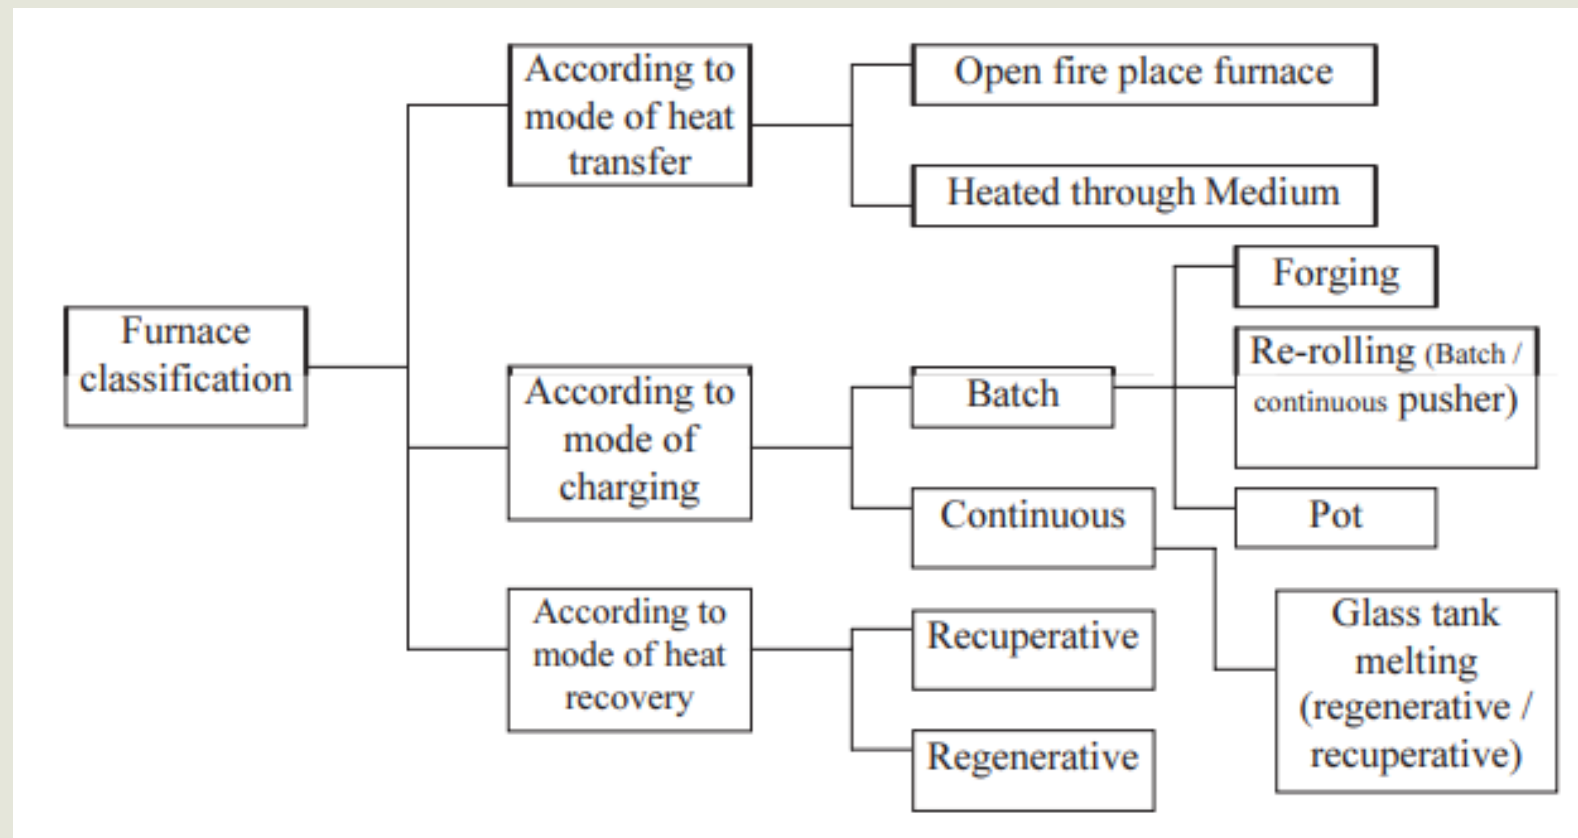 Furnace
classification
According to
mode of heat
transfer
Open fire place furnace
Heated through Medium
According to
mode of
charging
Batch
Forging
Re-rolling (Batch /
continuous pusher)
Pot
Continuous
Glass tank
melting
(regenerative /
recuperative)
According to
mode of heat
recovery
Recuperative
Regenerative